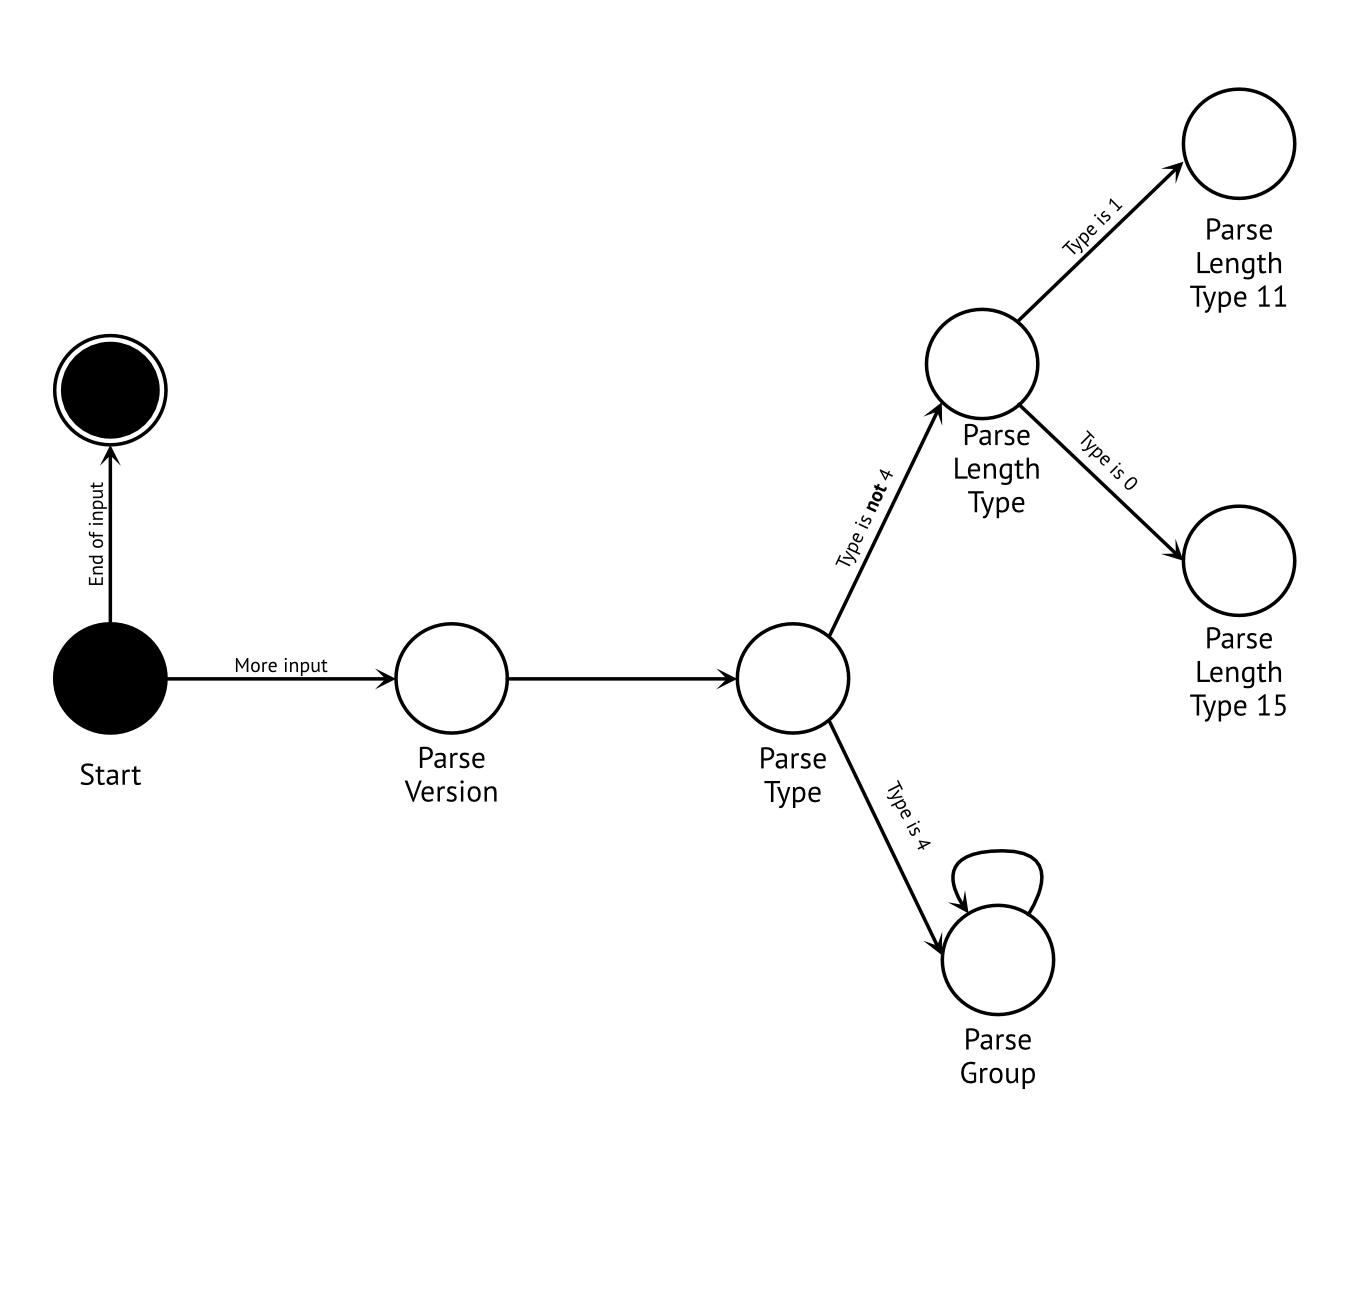 Type is 1
Parse
Length
Type 11
Parse
Length
Type
Type is 0
Type is not 4
End of input
Parse
Length
Type 15
More input
Start
Parse
Version
Parse
Type
Type is 4
Parse
Group